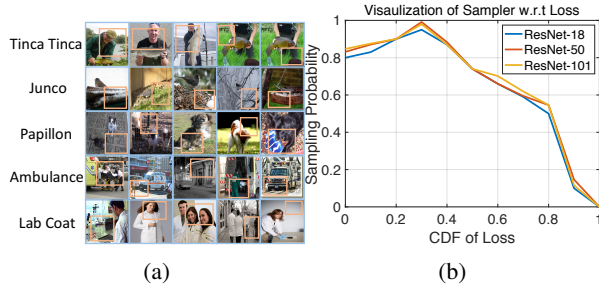 Tinca Tinca
Junco
Papillon
Ambulance
Lab Coat
(a)
Visaulization of Sampler w.r.t Loss
ResNet-18
ResNet-50
ResNet-101
Sampling Probability
1
0.8
0.6
0.4
0.2
0
0 0.2 0.4 0.6 0.8 1
CDF of Loss
(b)